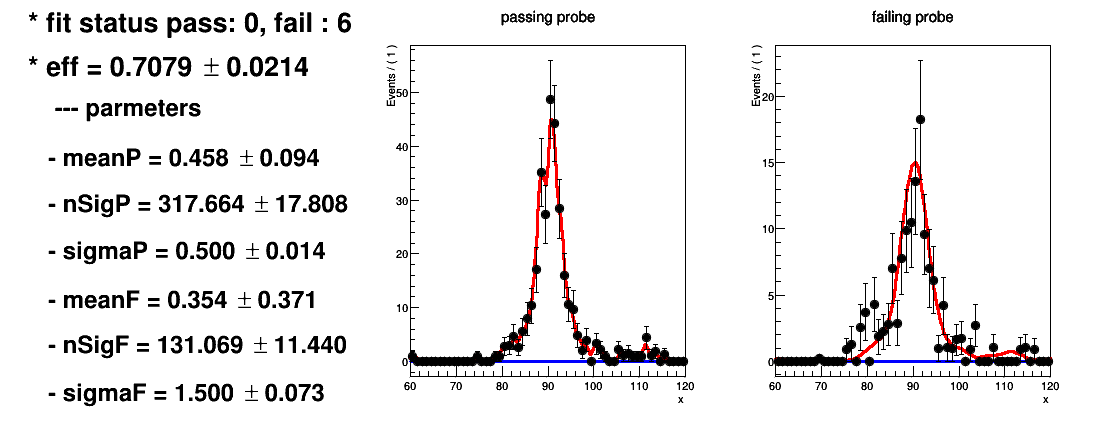 * fit status pass: 0, fail : 6
* eff = 0.7079 ± 0.0214
--- parmeters
- meanP = 0.458 ± 0.094
- nSigP = 317.664 ± 17.808
- sigmaP = 0.500 ± 0.014
- meanF = 0.354 ± 0.371
- nSigF = 131.069 ± 11.440
- sigmaF = 1.500 ± 0.073
passing probe
Events / ( 1 )
50
40
30
20
10
0
60 70 80 90 100 110 120
x
failing probe
Events / ( 1 )
20
15
10
5
0
60 70 80 90 100 110 120
x